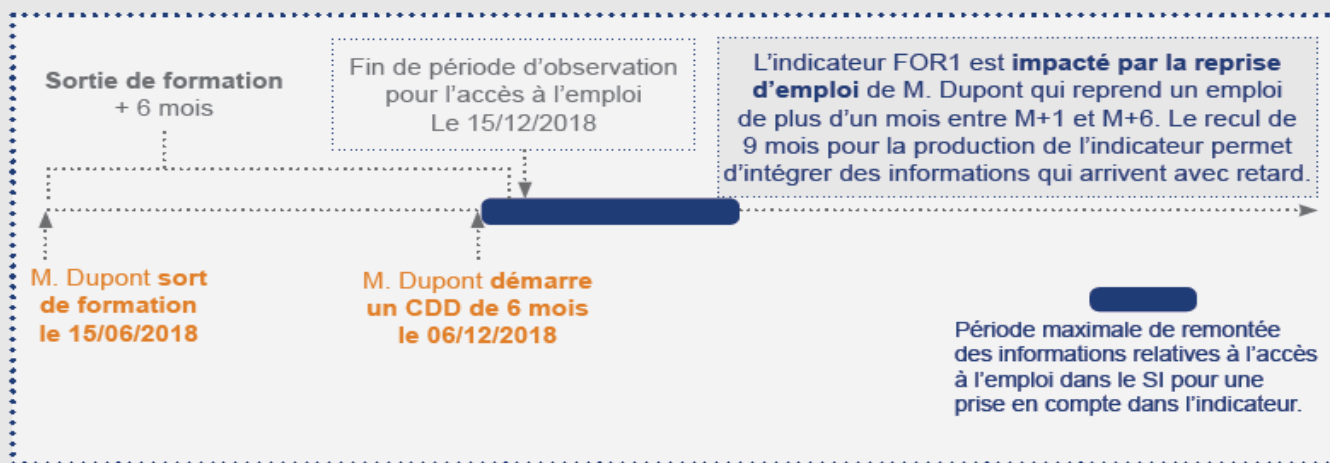 Sortie de formation
+ 6 mois
Fin de période d'observation
pour l'accès à l'emploi
Le 15/12/2018
L'indicateur FOR1 est impacté par la reprise
d'emploi de M. Dupont qui reprend un emploi
de plus d'un mois entre M+1 et M+6. Le recul de
9 mois pour la production de l'indicateur permet
d'intégrer des informations qui arrivent avec retard.
M. Dupont sort
de formation
le 15/06/2018
M. Dupont démarre
un CDD de 6 mois
le 06/12/2018
Période maximale de remontée
des informations relatives à l'accès
à l'emploi dans le SI pour une
prise en compte dans l'indicateur.